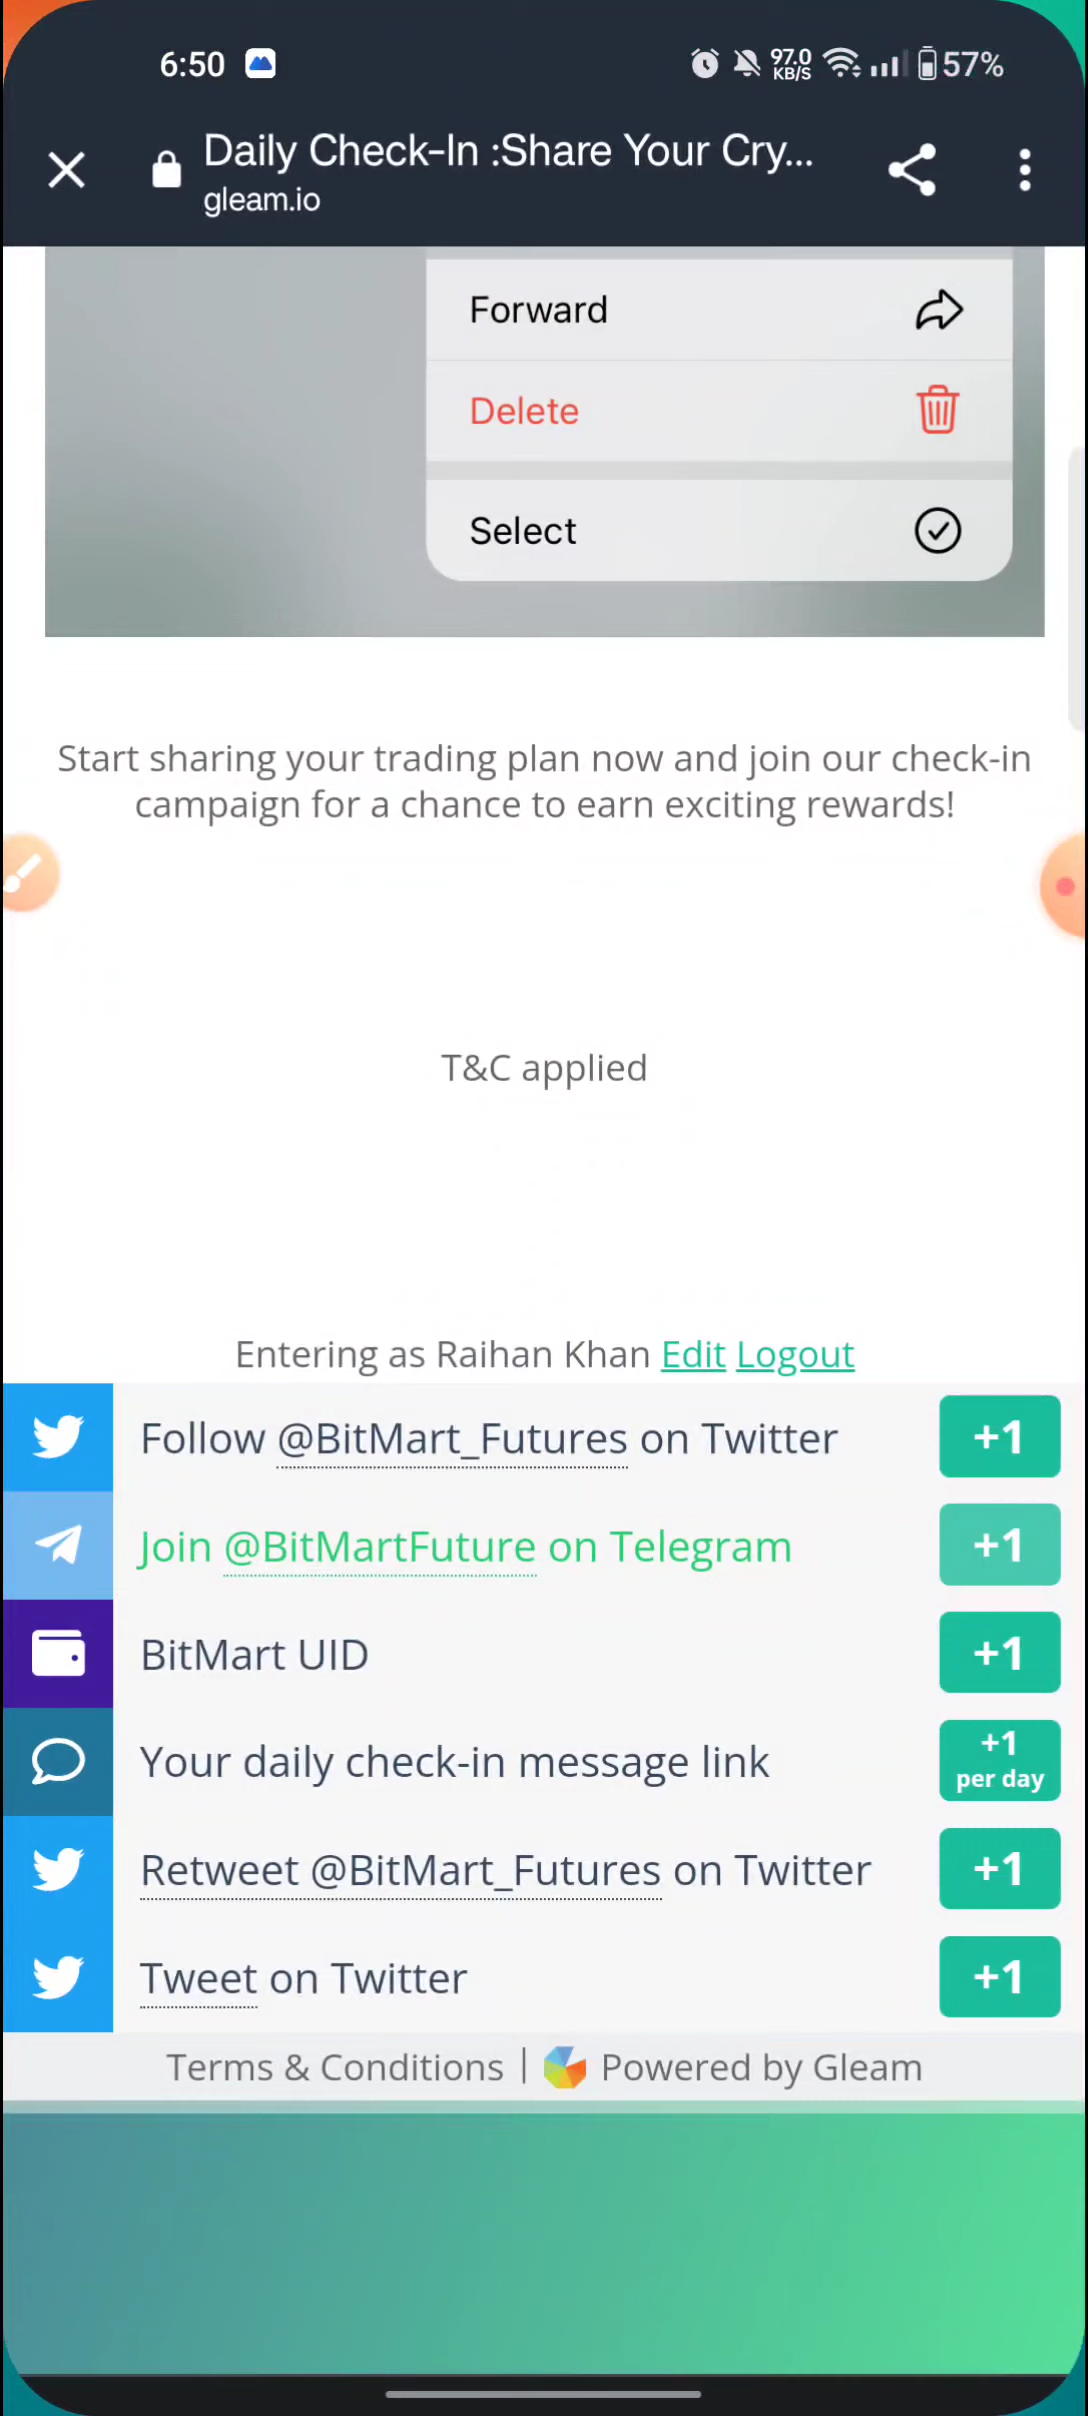 6:50
97.0
KB/S
57%
Daily Check-In :Share Your Cry...
gleam.io
Forward
Delete
Select
Start sharing your trading plan now and join our check-in
campaign for a chance to earn exciting rewards!
T&C applied
Entering as Raihan Khan Edit Logout
Follow @BitMart_Futures on Twitter +1
Join @BitMartFuture on Telegram +1
BitMart UID +1
Your daily check-in message link +1 per day
Retweet @BitMart_Futures on Twitter +1
Tweet on Twitter +1
Terms & Conditions | Powered by Gleam